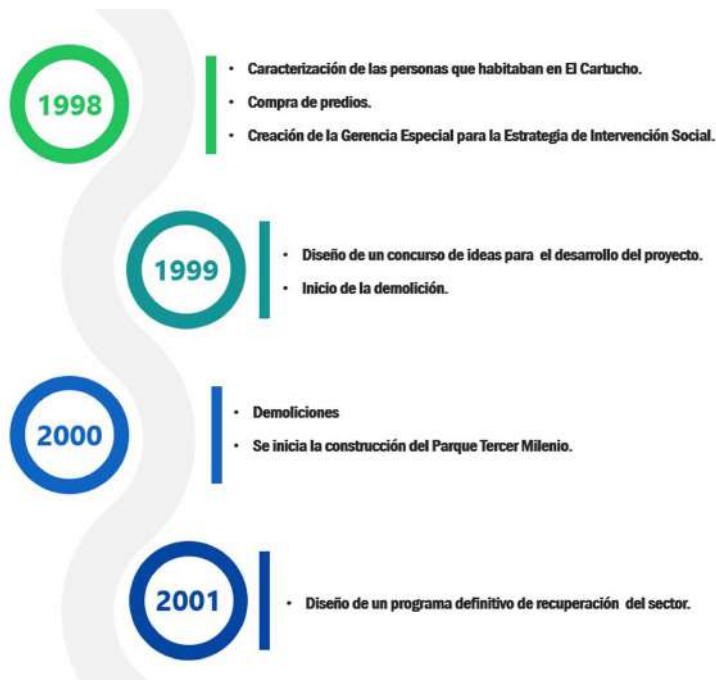 1998
• Caracterización de las personas que habitaban en El Cartucho.
• Compra de predios.
• Creación de la Gerencia Especial para la Estrategia de Intervención Social.
1999
• Diseño de un concurso de ideas para el desarrollo del proyecto.
• Inicio de la demolición.
2000
• Demoliciones
• Se inicia la construcción del Parque Tercer Milenio.
2001
• Diseño de un programa definitivo de recuperación del sector.